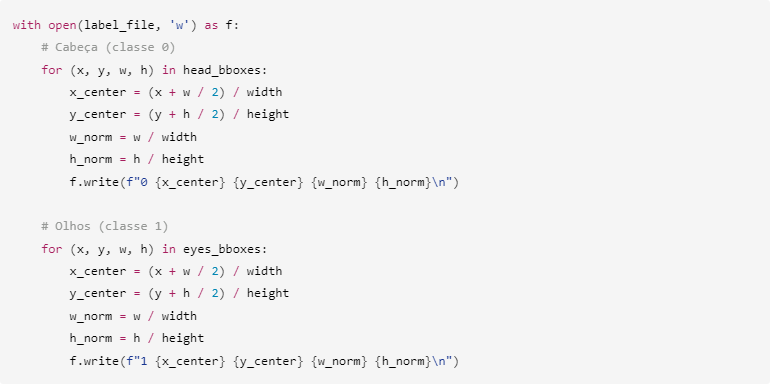 with open(label_file, 'w') as f:
    # Cabeça (classe 0)
    for (x, y, w, h) in head_bboxes:
        x_center = (x + w / 2) / width
        y_center = (y + h / 2) / height
        w_norm = w / width
        h_norm = h / height
        f.write(f"0 {x_center} {y_center} {w_norm} {h_norm}\n")

    # Olhos (classe 1)
    for (x, y, w, h) in eyes_bboxes:
        x_center = (x + w / 2) / width
        y_center = (y + h / 2) / height
        w_norm = w / width
        h_norm = h / height
        f.write(f"1 {x_center} {y_center} {w_norm} {h_norm}\n")